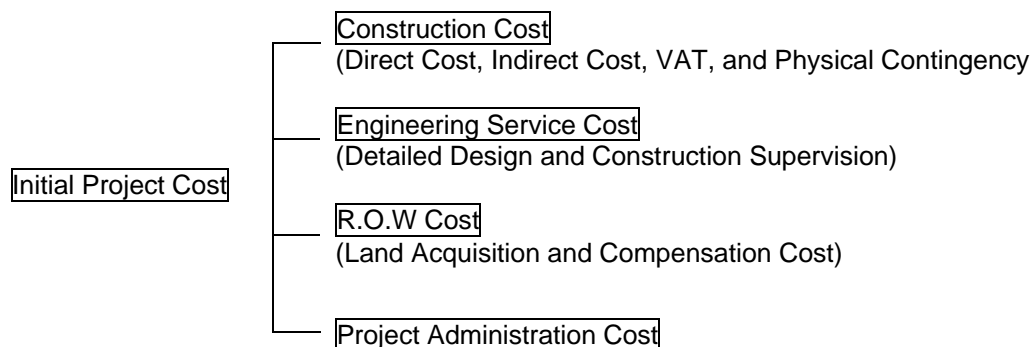 Construction Cost
(Direct Cost, Indirect Cost, VAT, and Physical Contingency
Engineering Service Cost
(Detailed Design and Construction Supervision)
Initial Project Cost
R.O.W Cost
(Land Acquisition and Compensation Cost)
Project Administration Cost